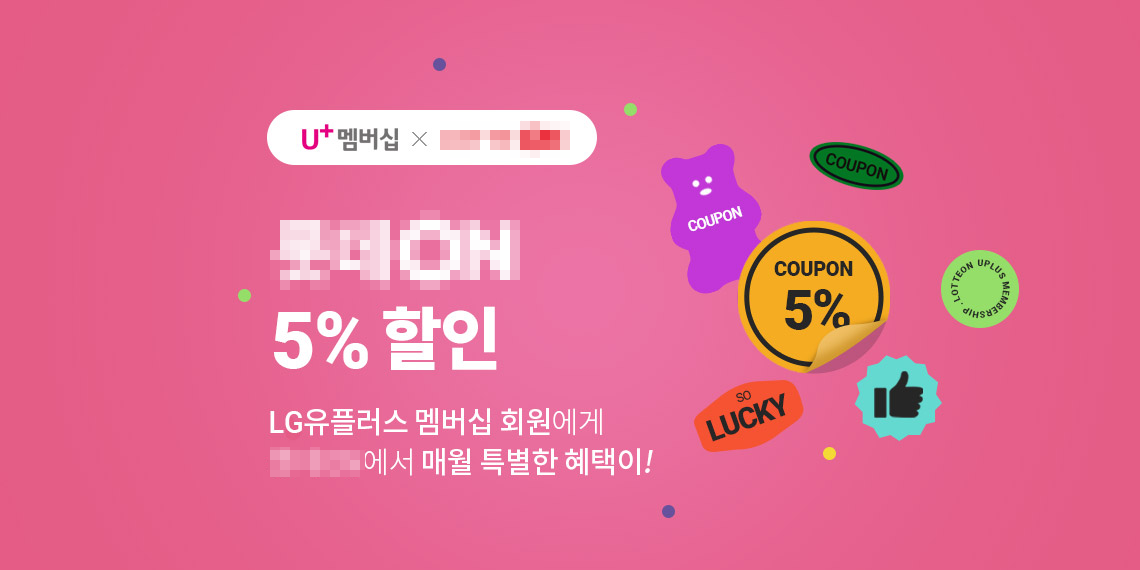 U+멤버십 ×
ON
5% 할인
LG유플러스 멤버십 회원에게
에서 매월 특별한 혜택이!
COUPON
COUPON
COUPON
5%
LOTTEON UPLUS MEMBERSHIP .
SO
LUCKY